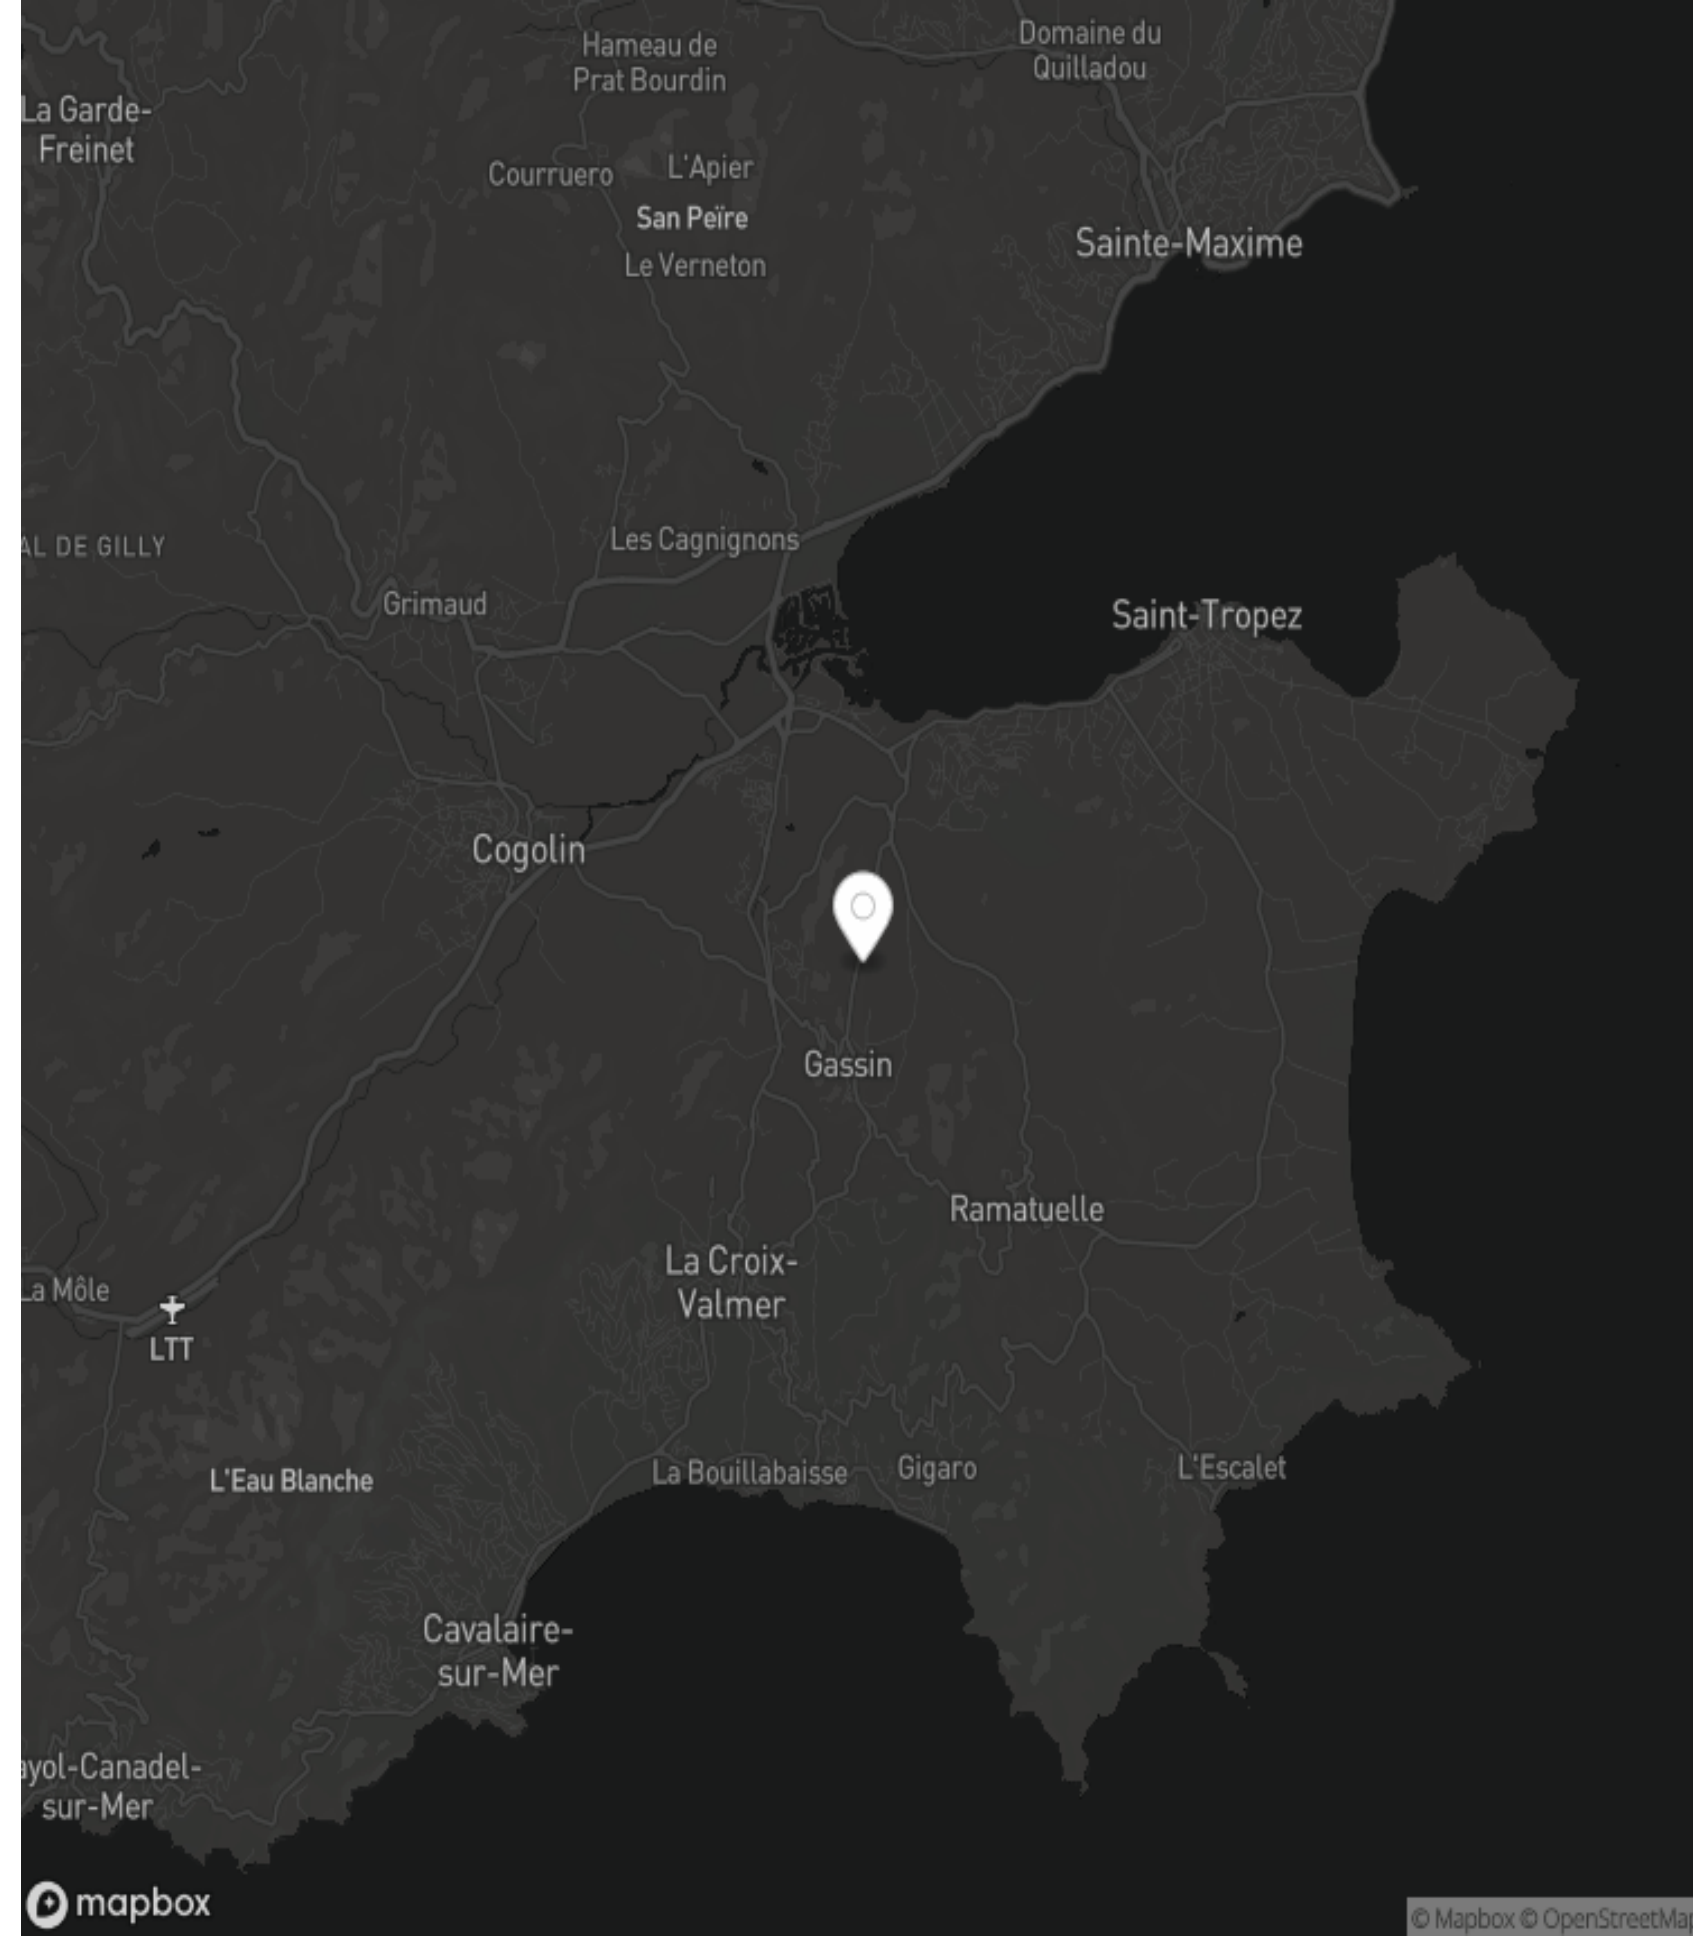 Hameau de
Prat Bourdin
Domaine du
Quilladou
La Garde-
Freinet
Courruero
L'Apier
San Peïre
Le Verneton
Sainte-Maxime
Les Cagnignons
AL DE GILLY
Grimaud
Saint-Tropez
Cogolin
Gassin
Ramatuelle
La Croix-
Valmer
La Môle
LTT
L'Eau Blanche
La Bouillabaisse
Gigaro
L'Escalet
Cavalaire-
sur-Mer
ayol-Canadel-
sur-Mer
mapbox
© Mapbox © OpenStreetMap